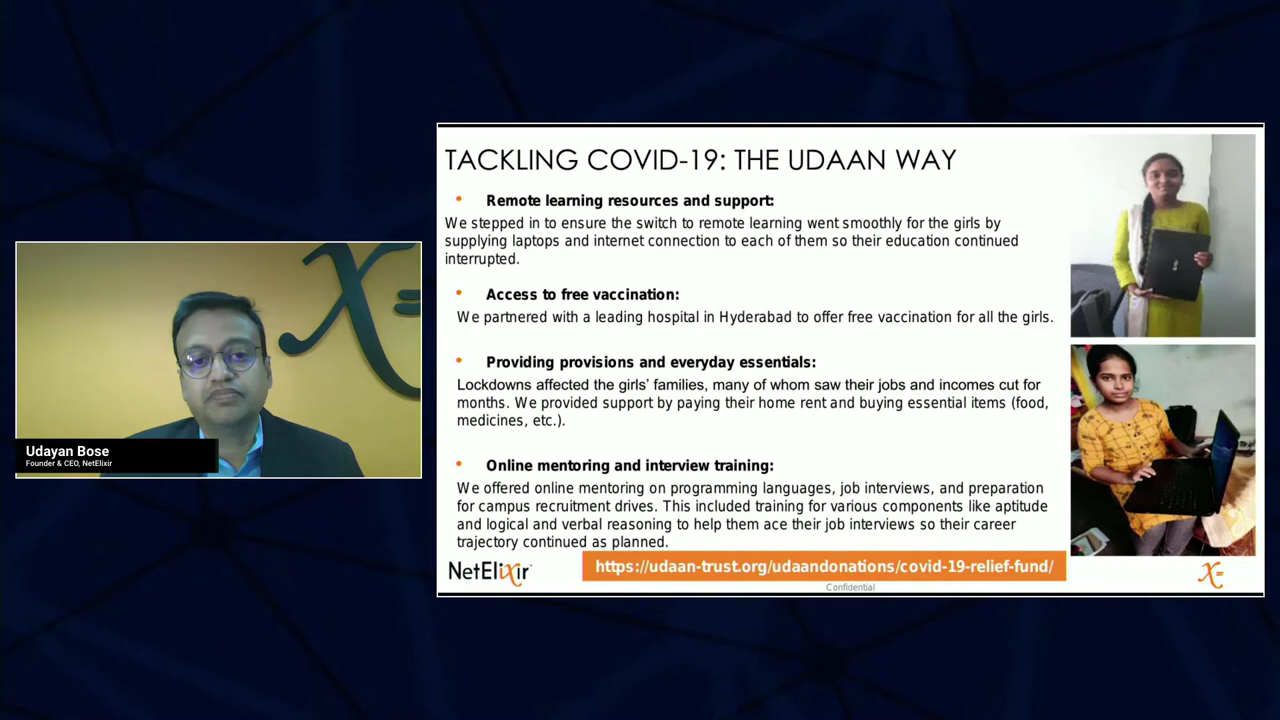 TACKLING COVID-19: THE UDAAN WAY
• Remote learning resources and support:
We stepped in to ensure the switch to remote learning went smoothly for the girls by
supplying laptops and internet connection to each of them so their education continued
interrupted.
• Access to free vaccination:
We partnered with a leading hospital in Hyderabad to offer free vaccination for all the girls.
• Providing provisions and everyday essentials:
Lockdowns affected the girls’ families, many of whom saw their jobs and incomes cut for
months. We provided support by paying their home rent and buying essential items (food,
medicines, etc.).
• Online mentoring and interview training:
We offered online mentoring on programming languages, job interviews, and preparation
for campus recruitment drives. This included training for various components like aptitude
and logical and verbal reasoning to help them ace their job interviews so their career
trajectory continued as planned.
NetElixir
https://udaan-trust.org/udaandonations/covid-19-relief-fund/
Confidential
X=
X=
Udayan Bose
Founder & CEO, NetElixir